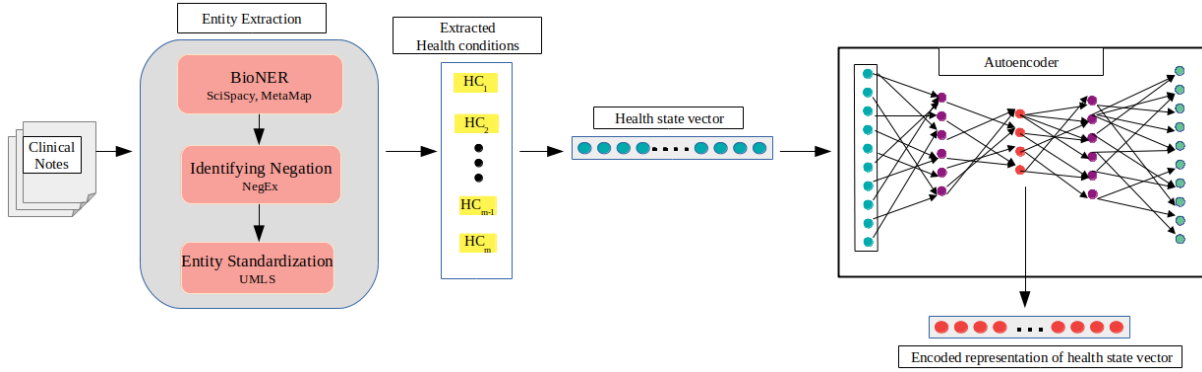 Clinical
Notes
Entity Extraction
BioNER
SciSpacy, MetaMap
Identifying Negation
NegEx
Entity Standardization
UMLS
Extracted
Health conditions
HC1
HC2
HCm-1
HCm
Health state vector
Autoencoder
Encoded representation of health state vector